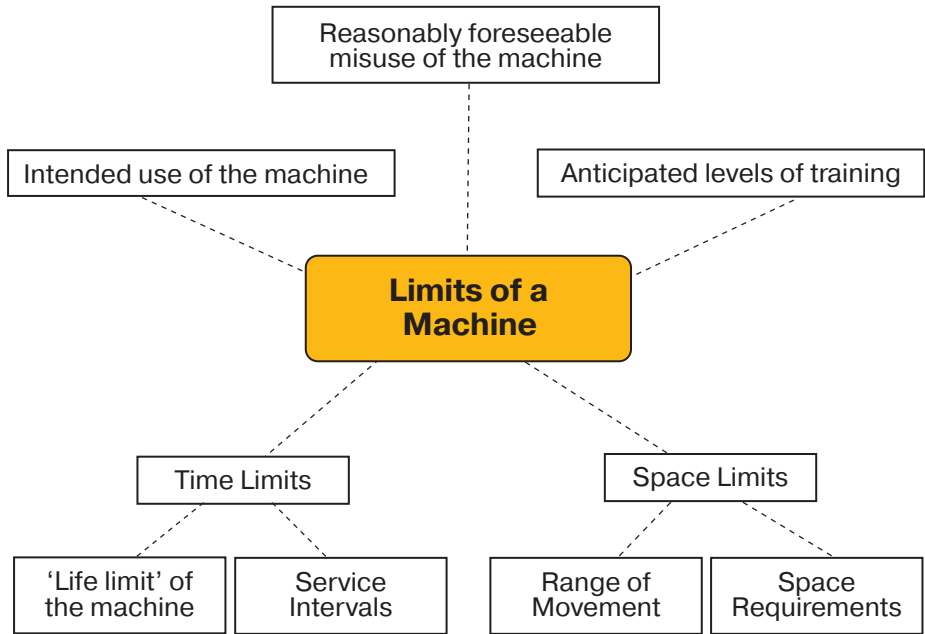 Reasonably foreseeable
misuse of the machine
Intended use of the machine
Anticipated levels of training
Limits of a
Machine
Time Limits
Space Limits
‘Life limit’ of
the machine
Service
Intervals
Range of
Movement
Space
Requirements